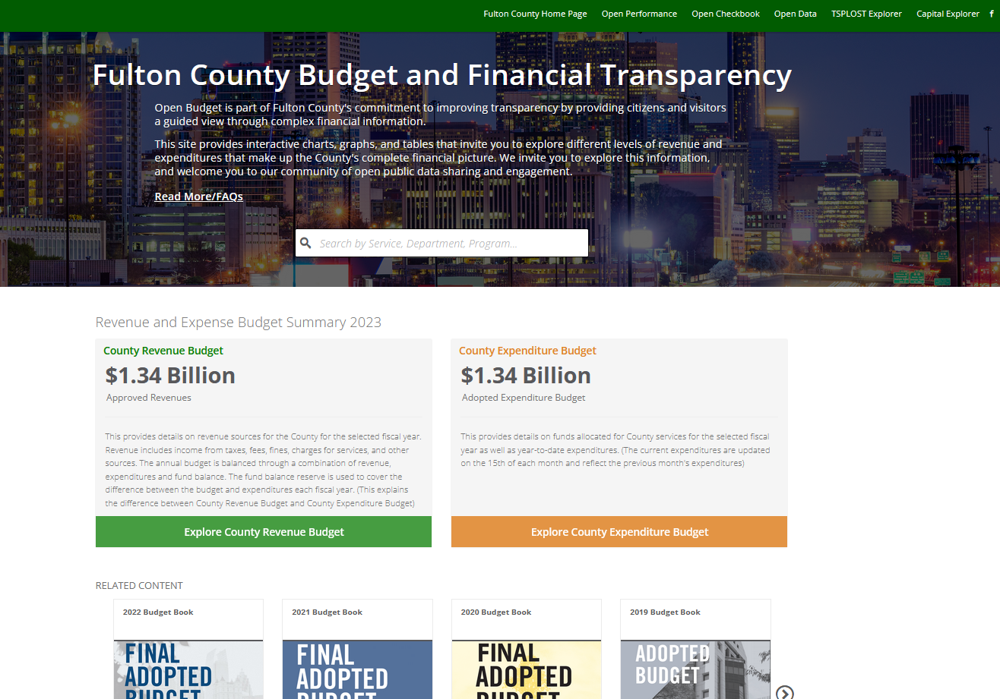 Fulton County Home Page Open Performance Open Checkbook Open Data TSPLOST Explorer Capital Explorer f
Fulton County Budget and Financial Transparency
Open Budget is part of Fulton County's commitment to improving transparency by providing citizens and visitors
a guided view through complex financial information.
This site provides interactive charts, graphs, and tables that invite you to explore different levels of revenue and
expenditures that make up the County's complete financial picture. We invite you to explore this information,
and welcome you to our community of open public data sharing and engagement.
Read More/FAQs
Search by Service, Department, Program...
Revenue and Expense Budget Summary 2023
County Revenue Budget
$1.34 Billion
Approved Revenues
This provides details on revenue sources for the County for the selected fiscal year.
Revenue includes income from taxes, fees, fines, charges for services, and other
sources. The annual budget is balanced through a combination of revenue,
expenditures and fund balance. The fund balance reserve is used to cover the
difference between the budget and expenditures each fiscal year. (This explains
the difference between County Revenue Budget and County Expenditure Budget)
Explore County Revenue Budget
County Expenditure Budget
$1.34 Billion
Adopted Expenditure Budget
This provides details on funds allocated for County services for the selected fiscal
year as well as year-to-date expenditures. (The current expenditures are updated
on the 15th of each month and reflect the previous month's expenditures)
Explore County Expenditure Budget
RELATED CONTENT
2022 Budget Book
FINAL
ADOPTED
BUDGET
2021 Budget Book
FINAL
ADOPTED
BUDGET
2020 Budget Book
FINAL
ADOPTED
BUDGET
2019 Budget Book
ADOPTED
BUDGET